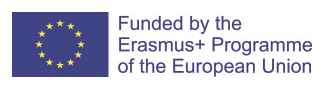 Funded by the
Erasmus+ Programme
of the European Union